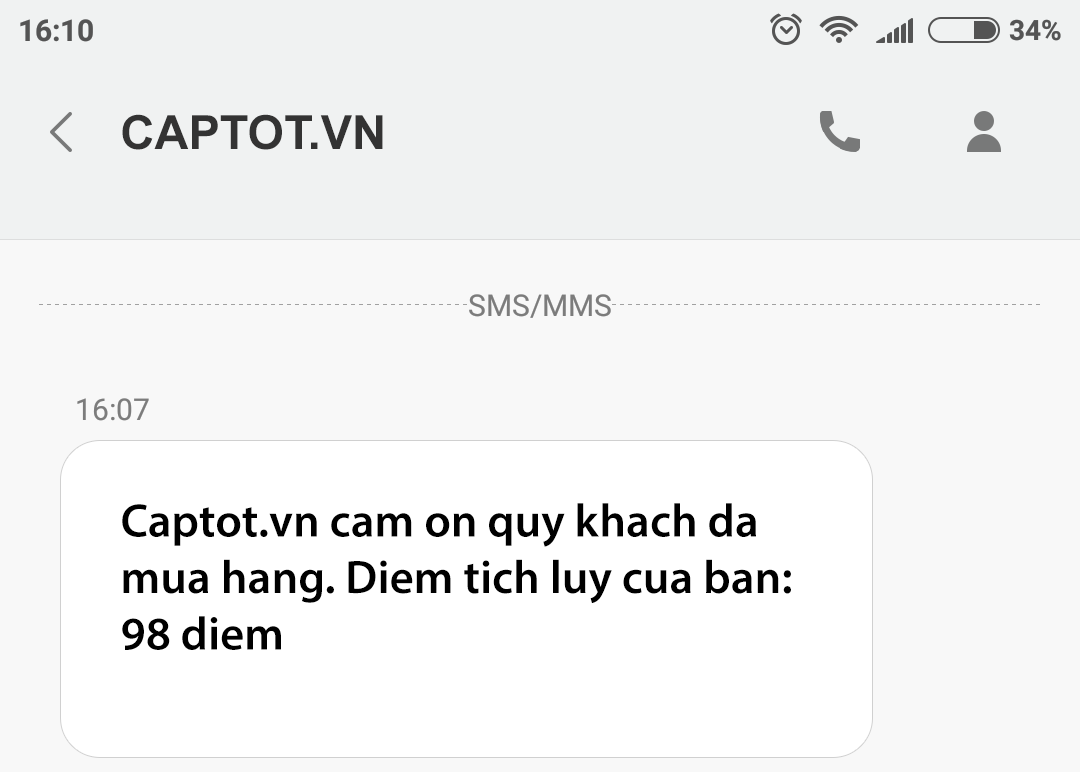 16:10 34%
CAPTOT.VN
SMS/MMS
16:07
Captot.vn cam on quy khach da
mua hang. Diem tich luy cua ban:
98 diem